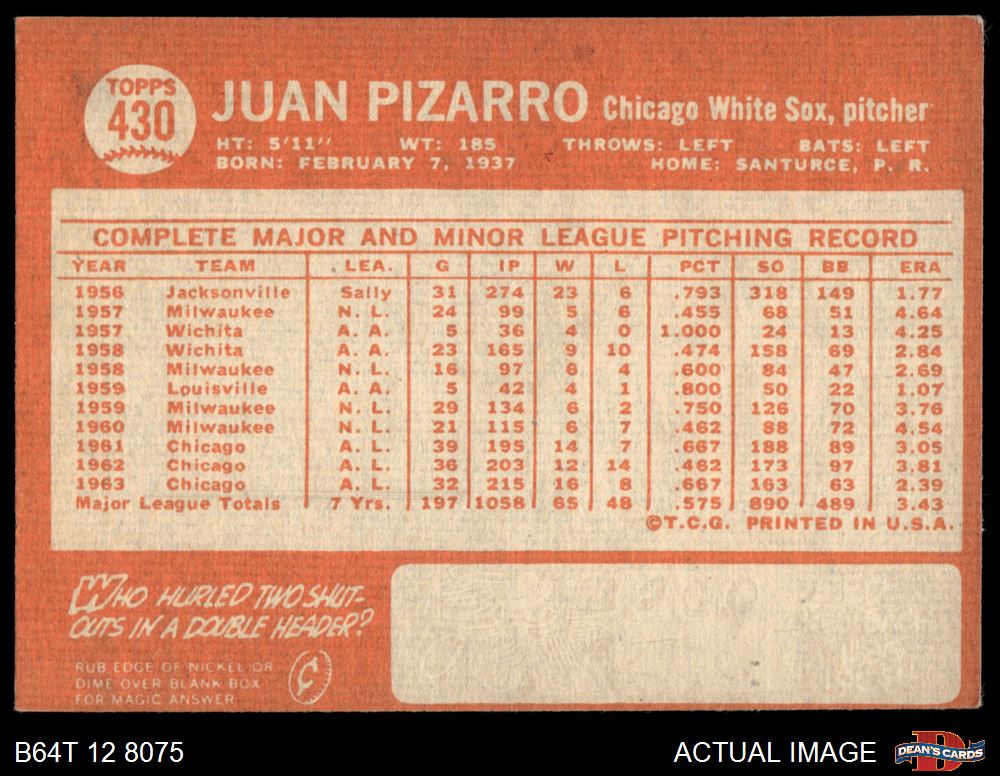 TOPPS
430
JUAN PIZARRO Chicago White Sox, pitcher
HT: 5'11" WT: 185 THROWS: LEFT BATS: LEFT
BORN: FEBRUARY 7, 1937 HOME: SANTURCE, P. R.
COMPLETE MAJOR AND MINOR LEAGUE PITCHING RECORD
YEAR TEAM LEA. G IP W L PCT SO BB ERA
1956 Jacksonville Sally 31 274 23 6 .793 318 149 1.77
1957 Milwaukee N. L. 24 99 5 6 .455 68 51 4.64
1957 Wichita A. A. 5 36 4 0 1.000 24 13 4.25
1958 Wichita A. A. 23 165 9 10 .474 158 69 2.84
1958 Milwaukee N. L. 16 97 6 4 .600 84 47 2.69
1959 Louisville A. A. 5 42 4 1 .800 50 22 1.07
1959 Milwaukee N. L. 29 134 6 2 .750 126 70 3.76
1960 Milwaukee N. L. 21 115 6 7 .462 88 72 4.54
1961 Chicago A. L. 39 195 14 7 .667 188 89 3.05
1962 Chicago A. L. 36 203 12 14 .462 173 97 3.81
1963 Chicago A. L. 32 215 16 8 .667 163 63 2.39
Major League Totals 7 Yrs. 197 1058 65 48 .575 890 489 3.43
©T.C.G. PRINTED IN U.S.A.
WHO HURLED TWO SHUT-
OUTS IN A DOUBLE HEADER?
RUB EDGE OF NICKEL OR
DIME OVER BLANK BOX
FOR MAGIC ANSWER
B64T 12 8075 ACTUAL IMAGE DEAN'S CARDS